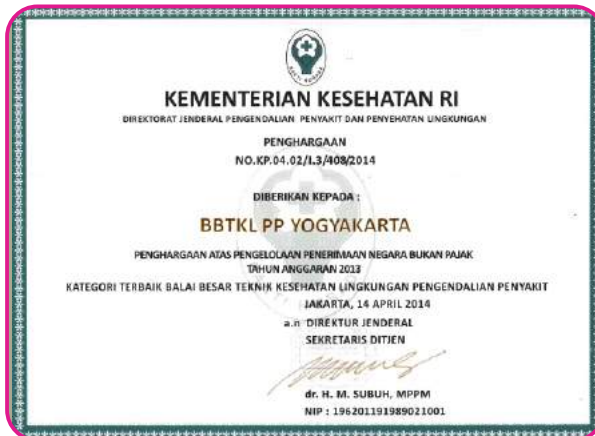 BAKTI HUSADA
KEMENTERIAN KESEHATAN RI
DIREKTORAT JENDERAL PENGENDALIAN PENYAKIT DAN PENYEHATAN LINGKUNGAN
PENGHARGAAN
NO.KP.04.02/I.3/408/2014
DIBERIKAN KEPADA :
BBTKL PP YOGYAKARTA
PENGHARGAAN ATAS PENGELOLAAN PENERIMAAN NEGARA BUKAN PAJAK
TAHUN ANGGARAN 2013
KATEGORI TERBAIK BALAI BESAR TEKNIK KESEHATAN LINGKUNGAN PENGENDALIAN PENYAKIT
JAKARTA, 14 APRIL 2014
a.n DIREKTUR JENDERAL
SEKRETARIS DITJEN
dr. H. M. SUBUH, MPPM
NIP : 196201191989021001